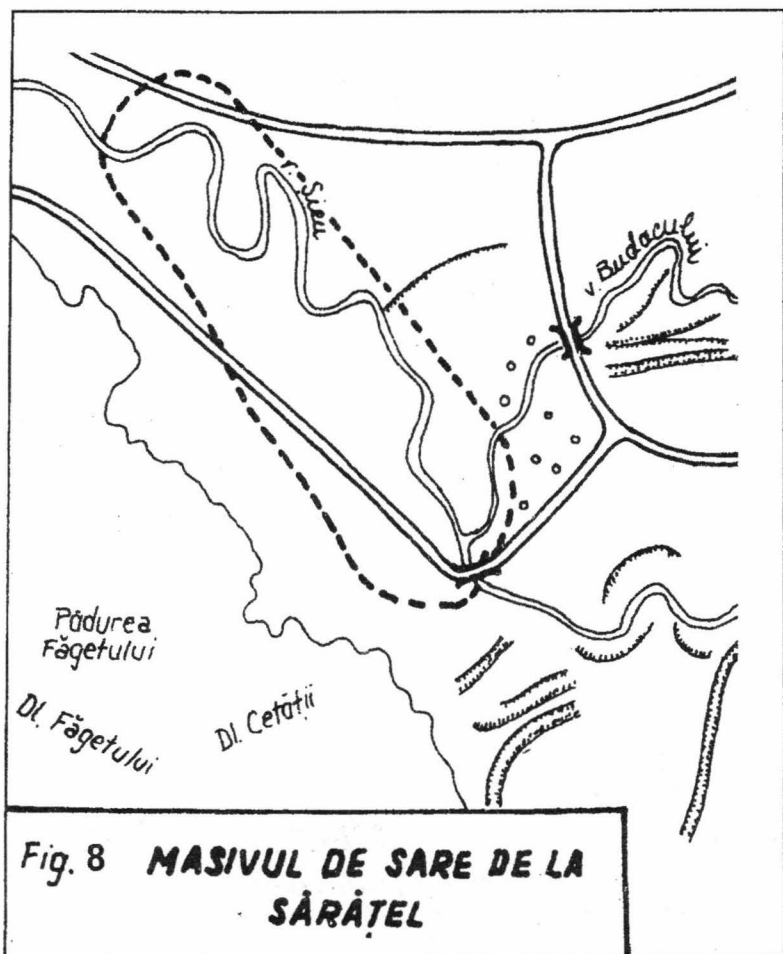 r. Șieu
v. Budacului
Pădurea
Făgetului
Dl. Făgetului
Dl. Cetății
Fig. 8 MASIVUL DE SARE DE LA
SĂRĂȚEL